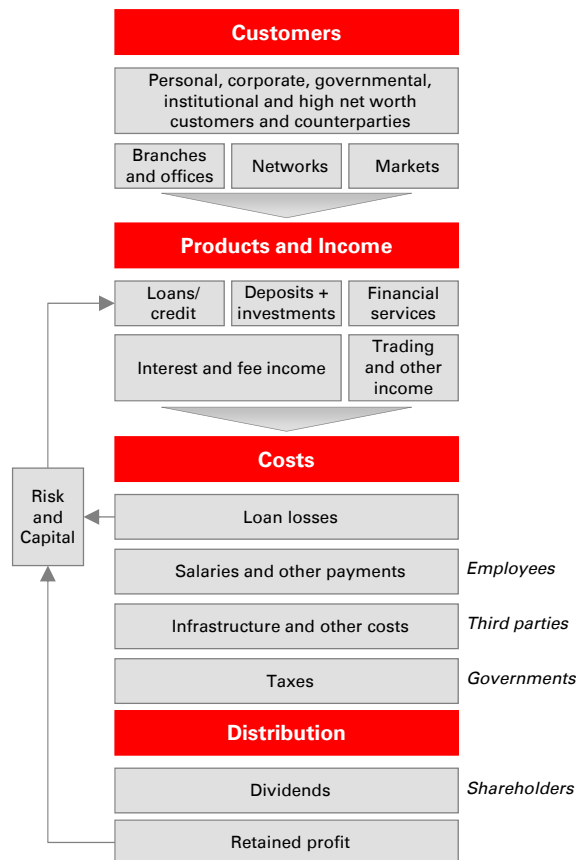 Customers
Personal, corporate, governmental,
institutional and high net worth
customers and counterparties
Branches
and offices
Networks
Markets
Products and Income
Loans/
credit
Deposits +
investments
Financial
services
Interest and fee income
Trading
and other
income
Costs
Risk
and
Capital
Loan losses
Salaries and other payments
Employees
Infrastructure and other costs
Third parties
Taxes
Governments
Distribution
Dividends
Shareholders
Retained profit